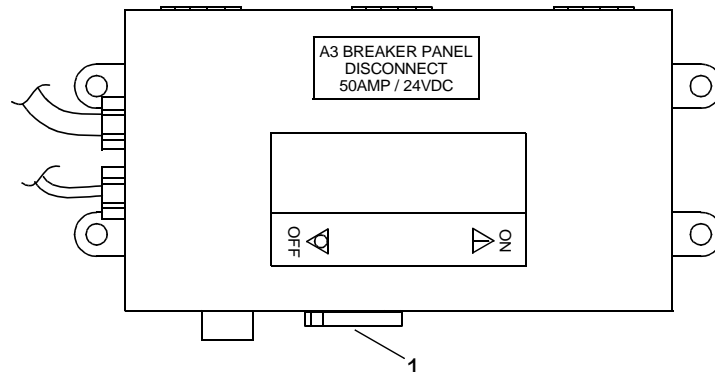 A3 BREAKER PANEL
DISCONNECT
50AMP / 24VDC
OFF
ON
1